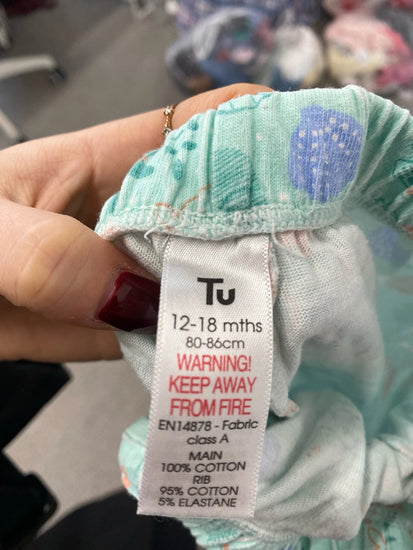 Tu
12-18 mths
80-86cm
WARNING!
KEEP AWAY
FROM FIRE
EN14878 - Fabric
class A
MAIN
100% COTTON
RIB
95% COTTON
5% ELASTANE